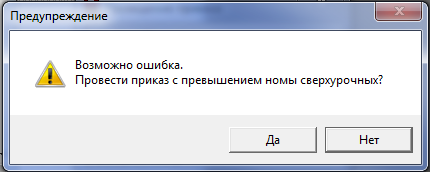 Предупреждение
Возможно ошибка.
Провести приказ с превышением номы сверхурочных?
Да
Нет